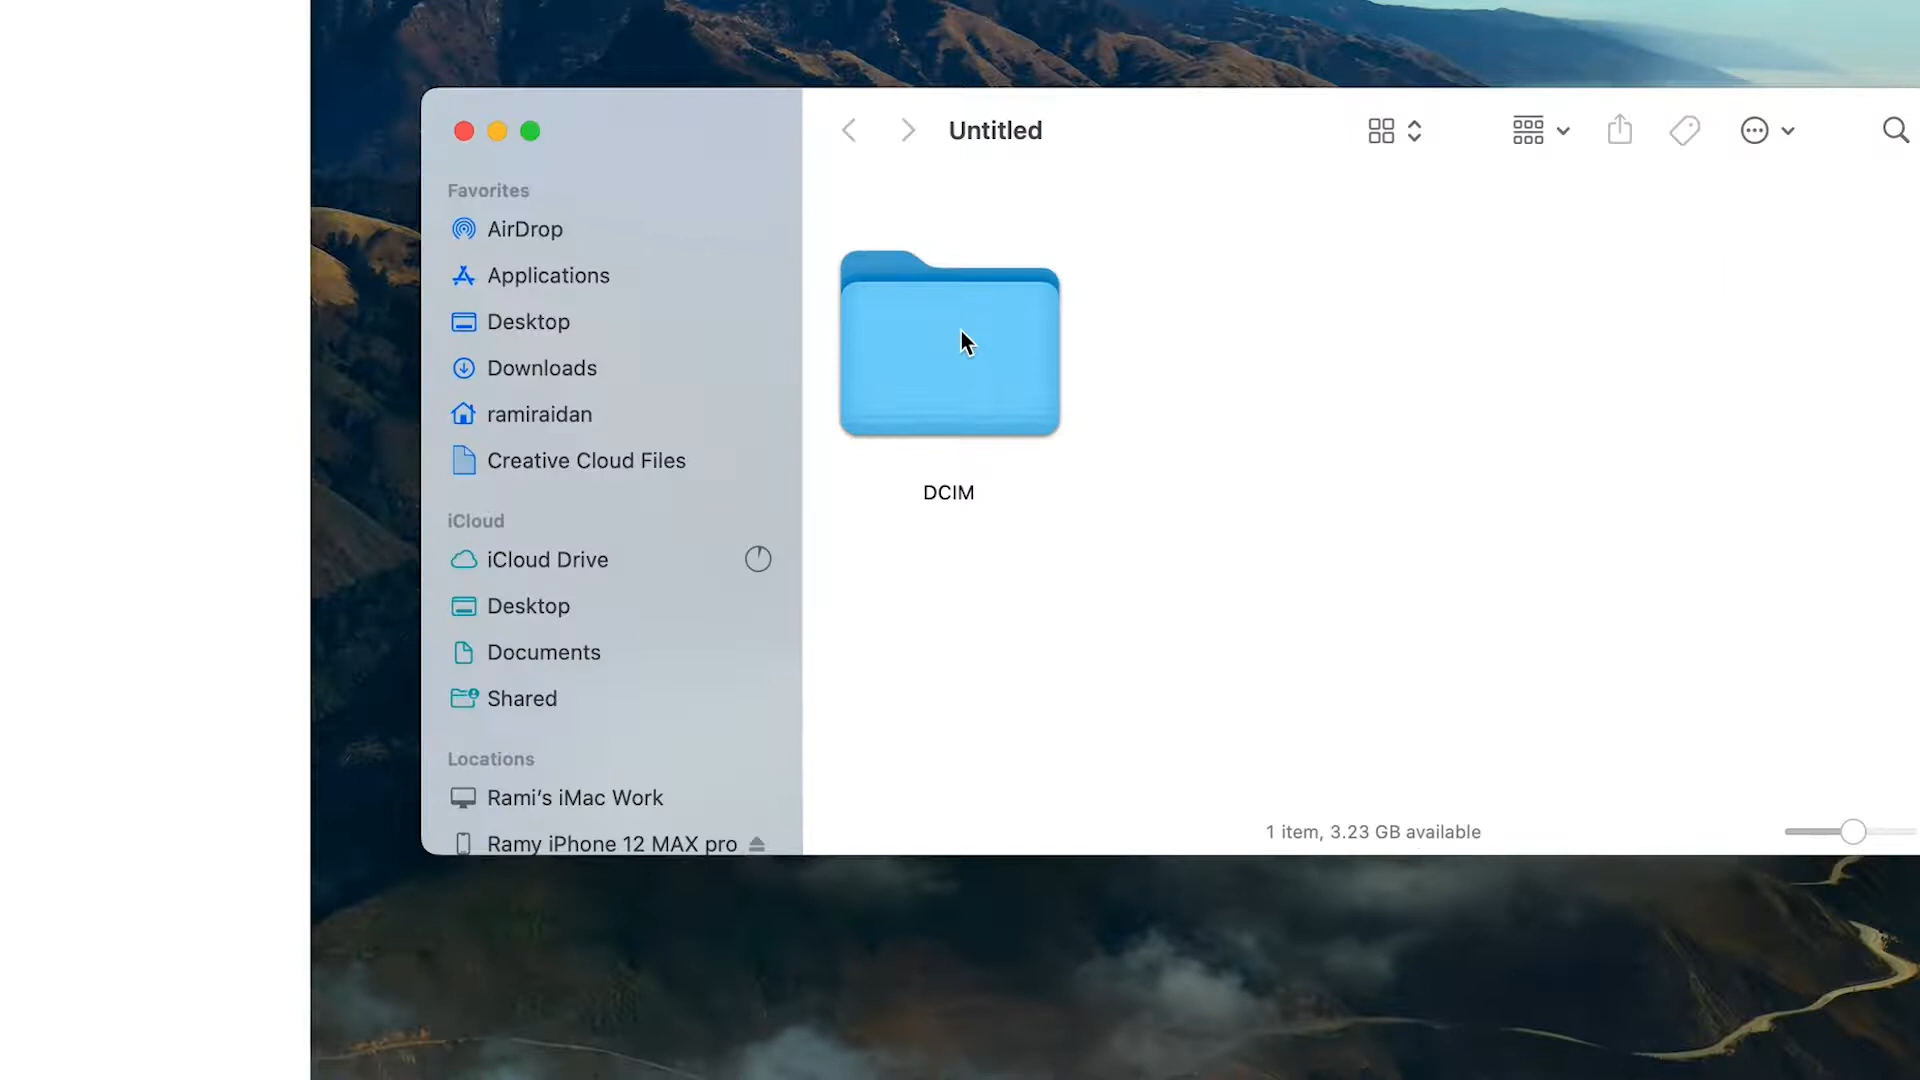 Untitled
Favorites
AirDrop
Applications
Desktop
Downloads
ramiraidan
Creative Cloud Files
iCloud
iCloud Drive
Desktop
Documents
Shared
Locations
Rami's iMac Work
Ramy iPhone 12 MAX pro
DCIM
1 item, 3.23 GB available